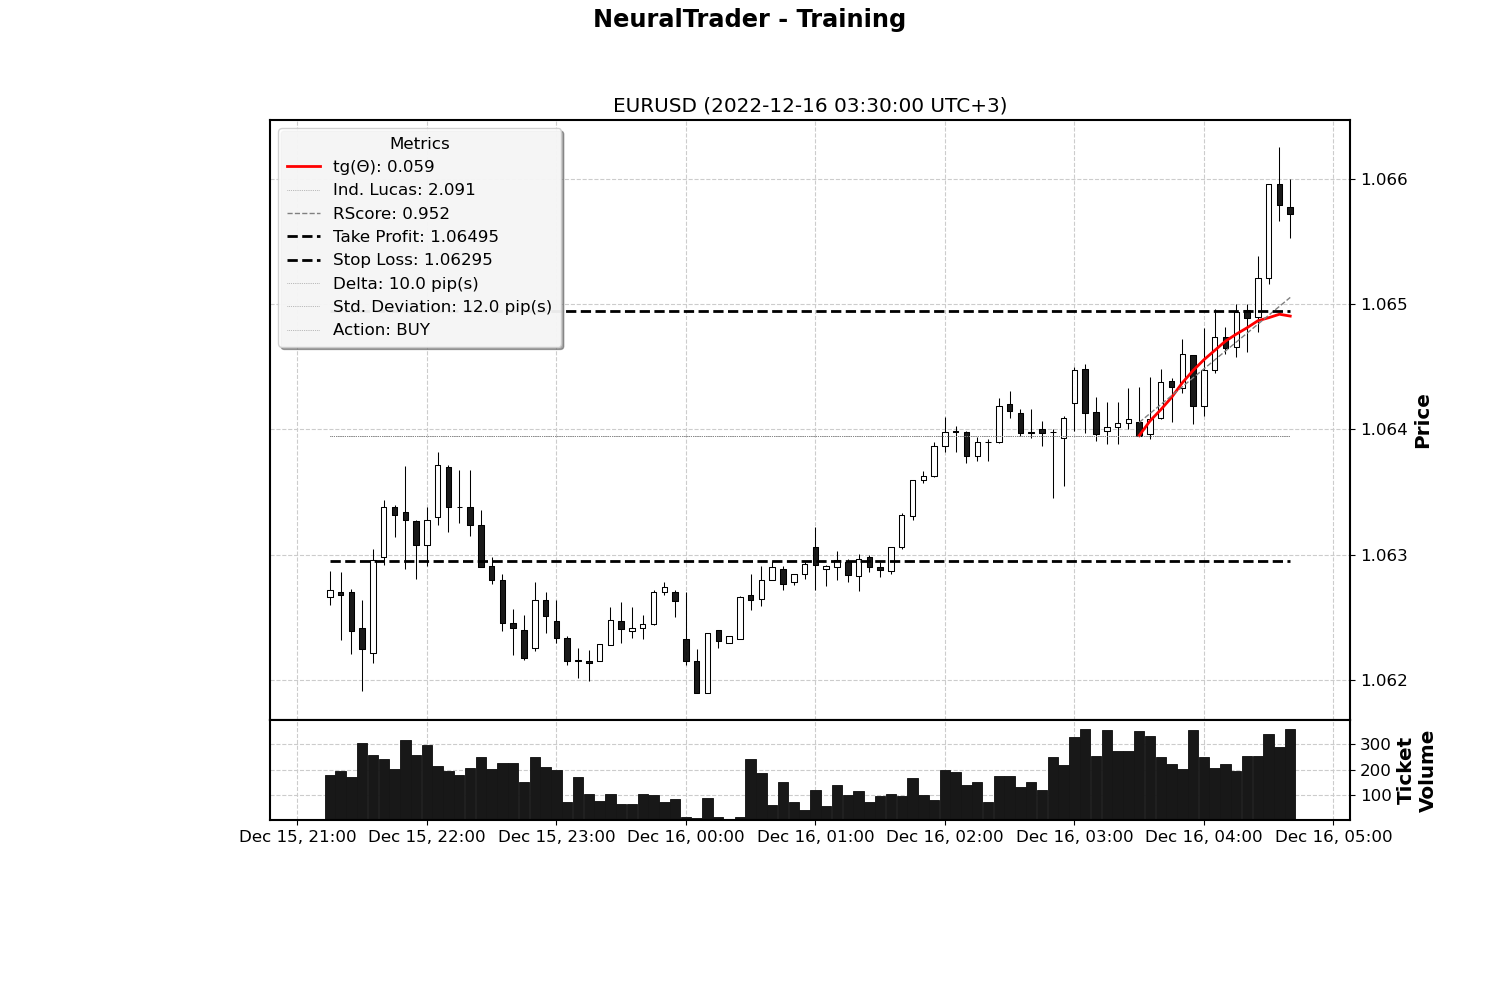 NeuralTrader - Training
EURUSD (2022-12-16 03:30:00 UTC+3)
Metrics
tg(Θ): 0.059
Ind. Lucas: 2.091
RScore: 0.952
Take Profit: 1.06495
Stop Loss: 1.06295
Delta: 10.0 pip(s)
Std. Deviation: 12.0 pip(s)
Action: BUY
1.066
1.065
1.064
1.063
1.062
Price
300
200
100
Ticket
Volume
Dec 15, 21:00 Dec 15, 22:00 Dec 15, 23:00 Dec 16, 00:00 Dec 16, 01:00 Dec 16, 02:00 Dec 16, 03:00 Dec 16, 04:00 Dec 16, 05:00